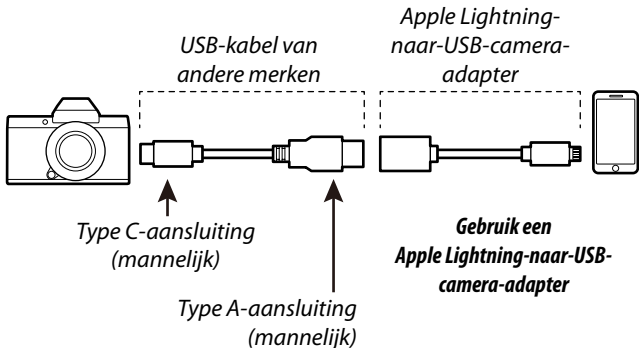 USB-kabel van
andere merken
Apple Lightning-
naar-USB-camera-
adapter
Type C-aansluiting
(mannelijk)
Type A-aansluiting
(mannelijk)
Gebruik een
Apple Lightning-naar-USB-
camera-adapter